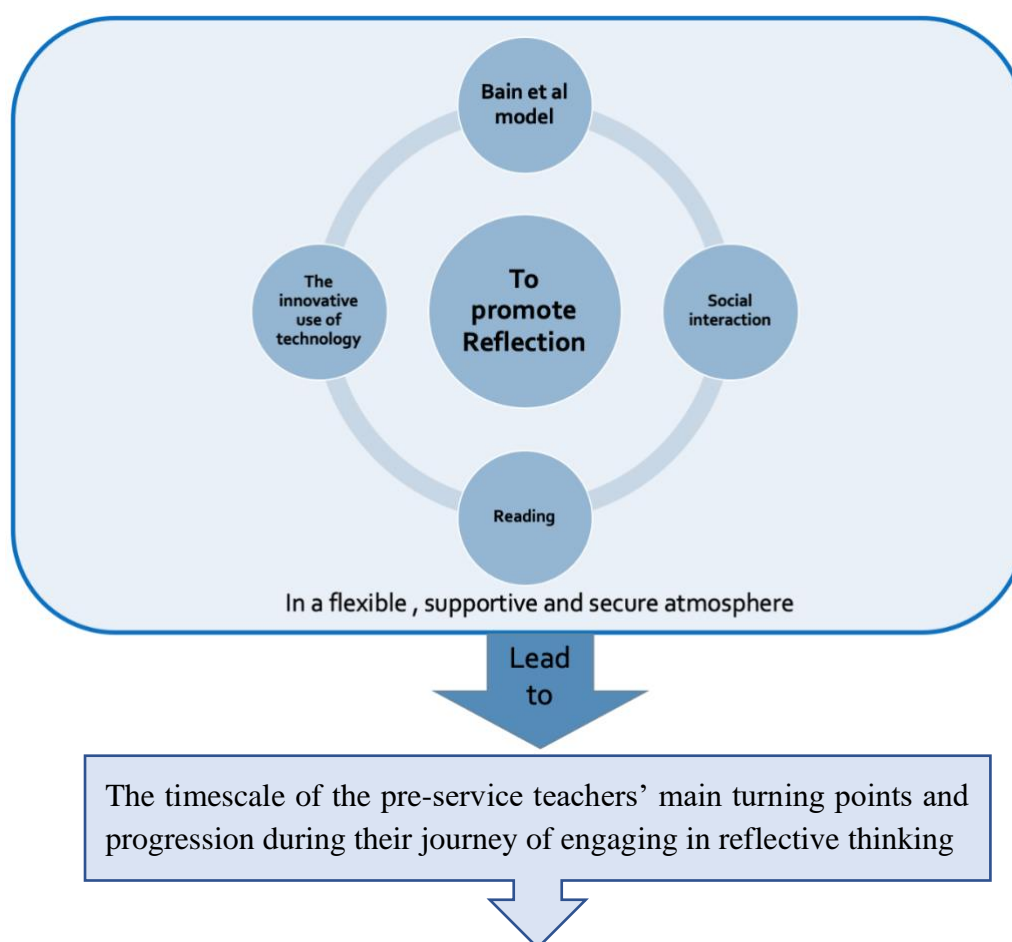 Bain et al
model
The
innovative
use of
technology
To
promote
Reflection
Social
interaction
Reading
In a flexible , supportive and secure atmosphere
Lead
to
The timescale of the pre-service teachers’ main turning points and
progression during their journey of engaging in reflective thinking